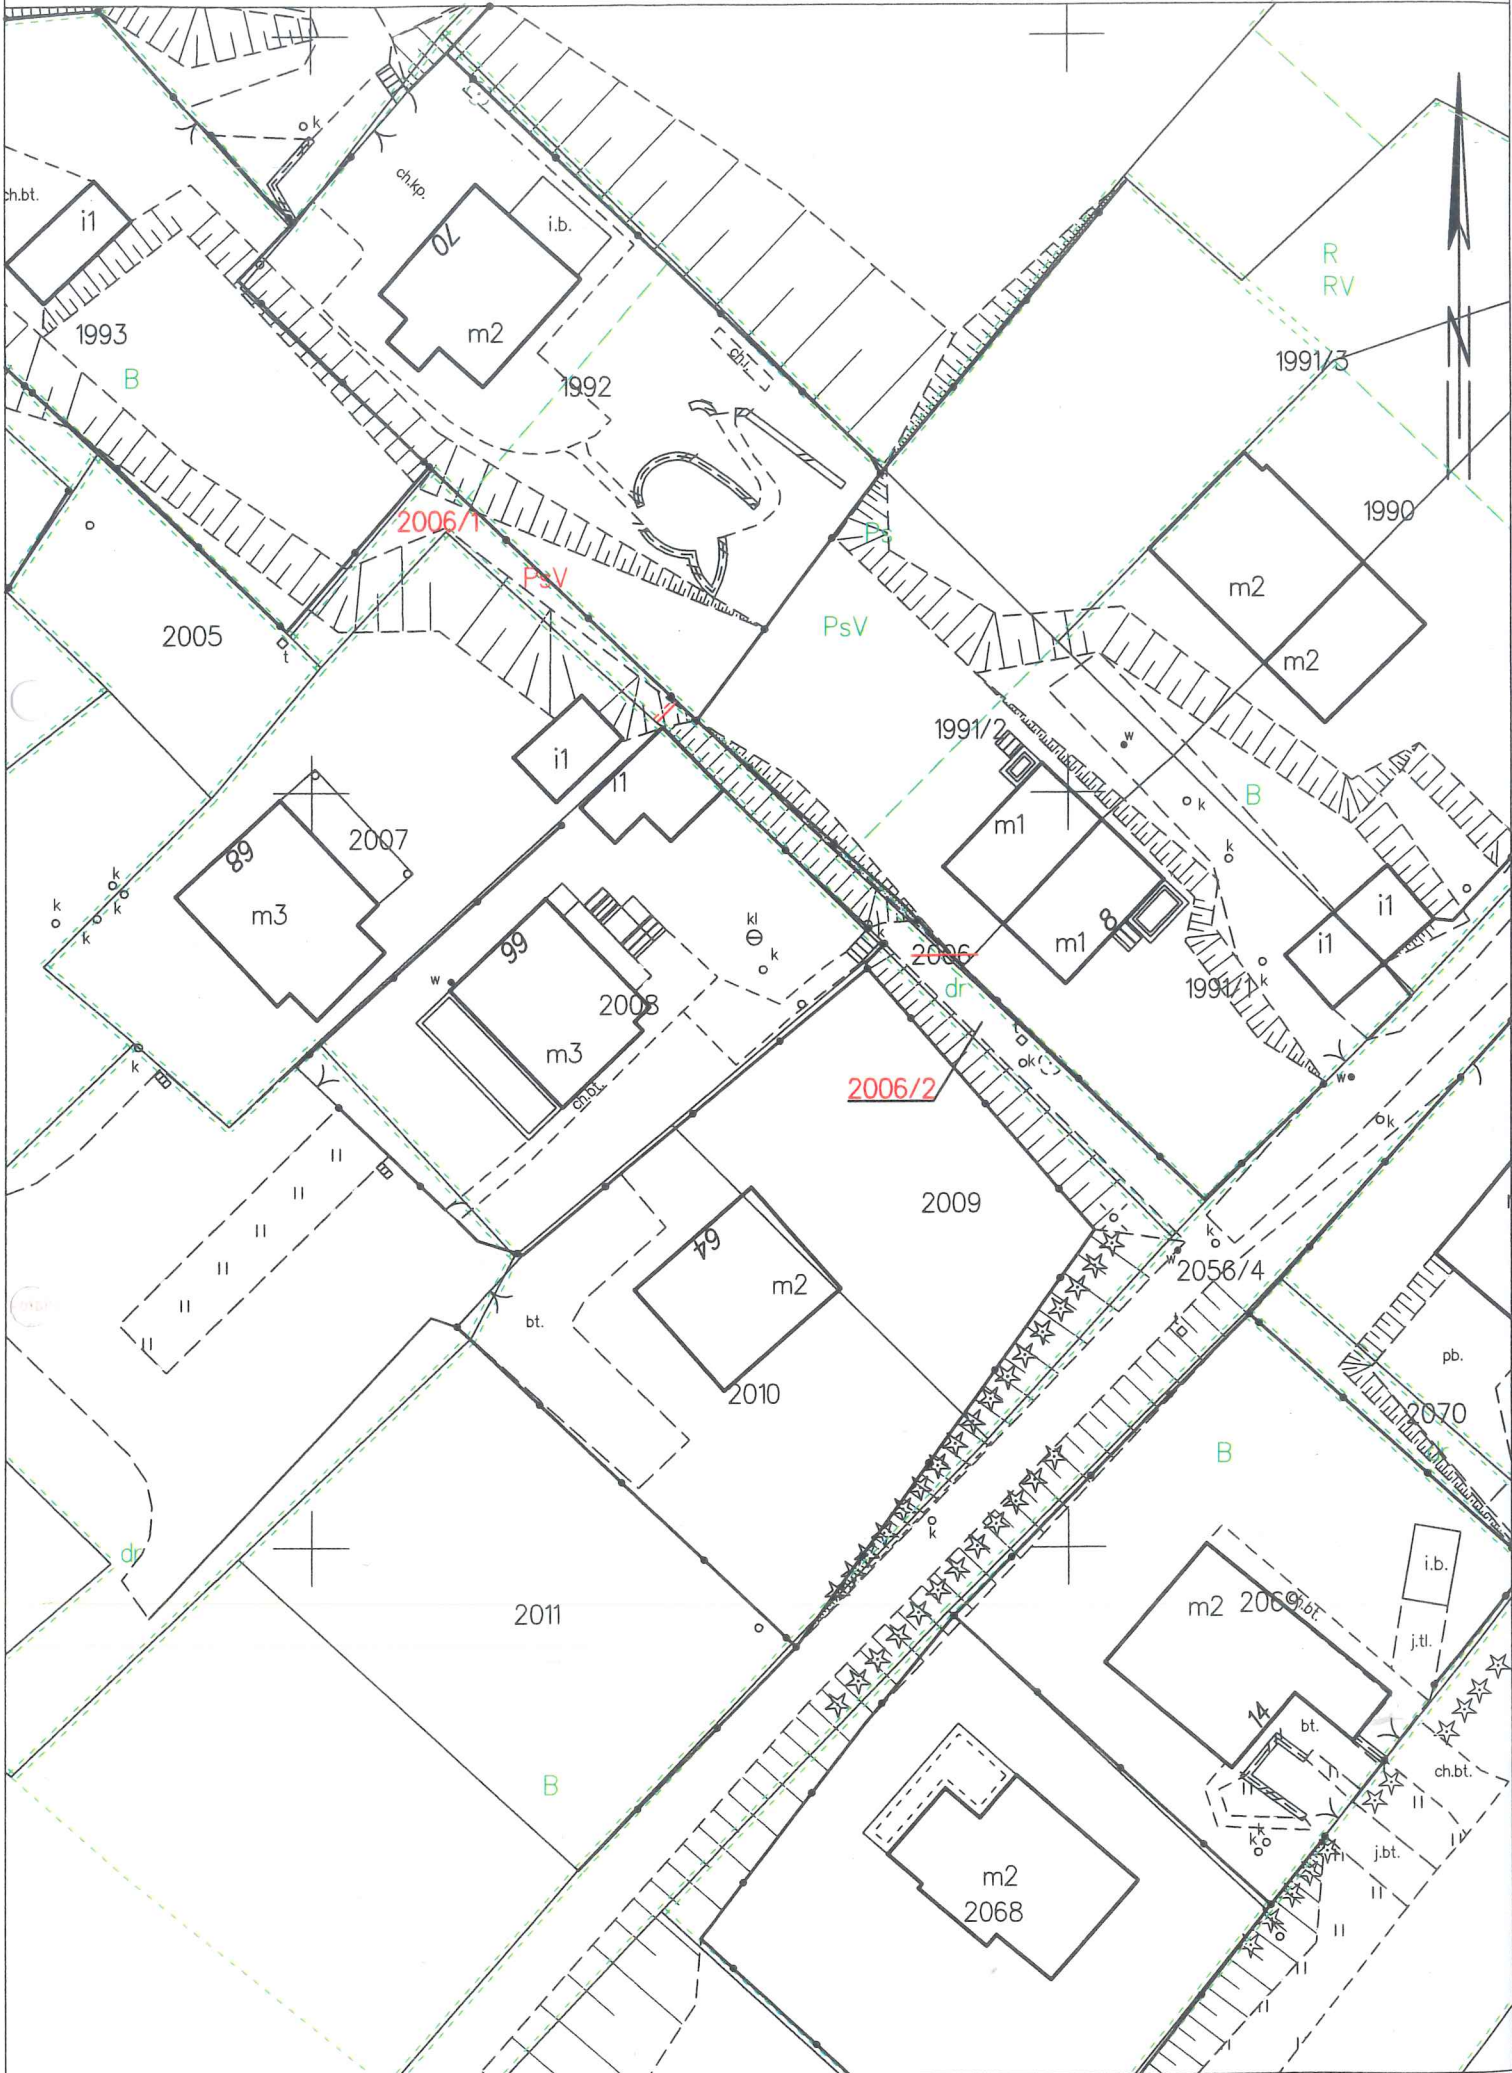 k
ch.kp.
ch.bt.
i1
70
i.b.
m2
R
RV
1993
B
1992
ch.
1991/3
N
2006/1
PsV
Ps
1990
m2
2005
t
PsV
m2
1991/2
w
i1
i1
B
k
m1
2007
k
68
k
k
k
k
k
m3
66
kl
k
k
8
i1
i1
m1
2006
w
2008
dr
1991/1
k
m3
t
k
ch.bt.
2006/2
w
k
k
2009
64
k
w
2056/4
m2
t
bt.
pb.
2010
2070
B
k
dr
i.b.
2011
m2
ch.bt.
j.tl.
14
bt.
B
ch.bt.
k
k
j.bt.
m2
2068